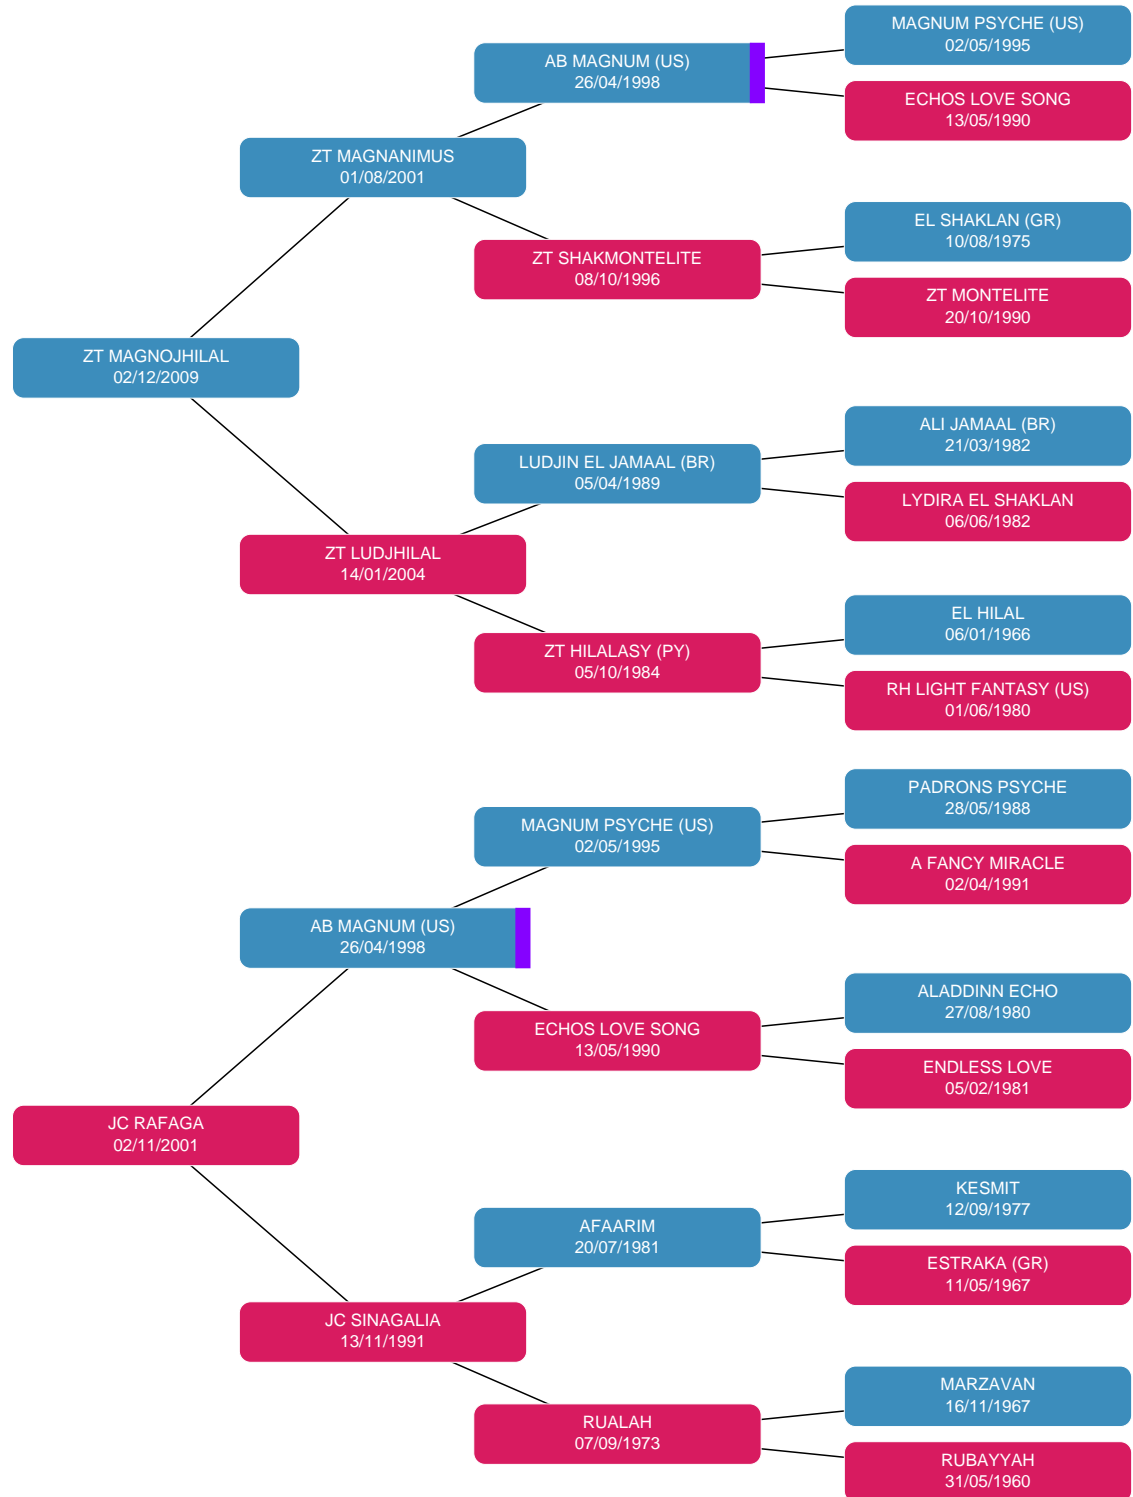 MAGNUM PSYCHE (US)
02/05/1995
AB MAGNUM (US)
26/04/1998
ECHOS LOVE SONG
13/05/1990
ZT MAGNANIMUS
01/08/2001
EL SHAKLAN (GR)
10/08/1975
ZT SHAKMONTELITE
08/10/1996
ZT MONTELITE
20/10/1990
ZT MAGNOJHILAL
02/12/2009
ALI JAMAAL (BR)
21/03/1982
LUDJIN EL JAMAAL (BR)
05/04/1989
LYDIRA EL SHAKLAN
06/06/1982
ZT LUDJHILAL
14/01/2004
EL HILAL
06/01/1966
ZT HILALASY (PY)
05/10/1984
RH LIGHT FANTASY (US)
01/06/1980
PADRONS PSYCHE
28/05/1988
MAGNUM PSYCHE (US)
02/05/1995
A FANCY MIRACLE
02/04/1991
AB MAGNUM (US)
26/04/1998
ALADDINN ECHO
27/08/1980
ECHOS LOVE SONG
13/05/1990
ENDLESS LOVE
05/02/1981
JC RAFAGA
02/11/2001
KESMIT
12/09/1977
AFAARIM
20/07/1981
ESTRAKA (GR)
11/05/1967
JC SINAGALIA
13/11/1991
MARZAVAN
16/11/1967
RUALAH
07/09/1973
RUBAYYAH
31/05/1960